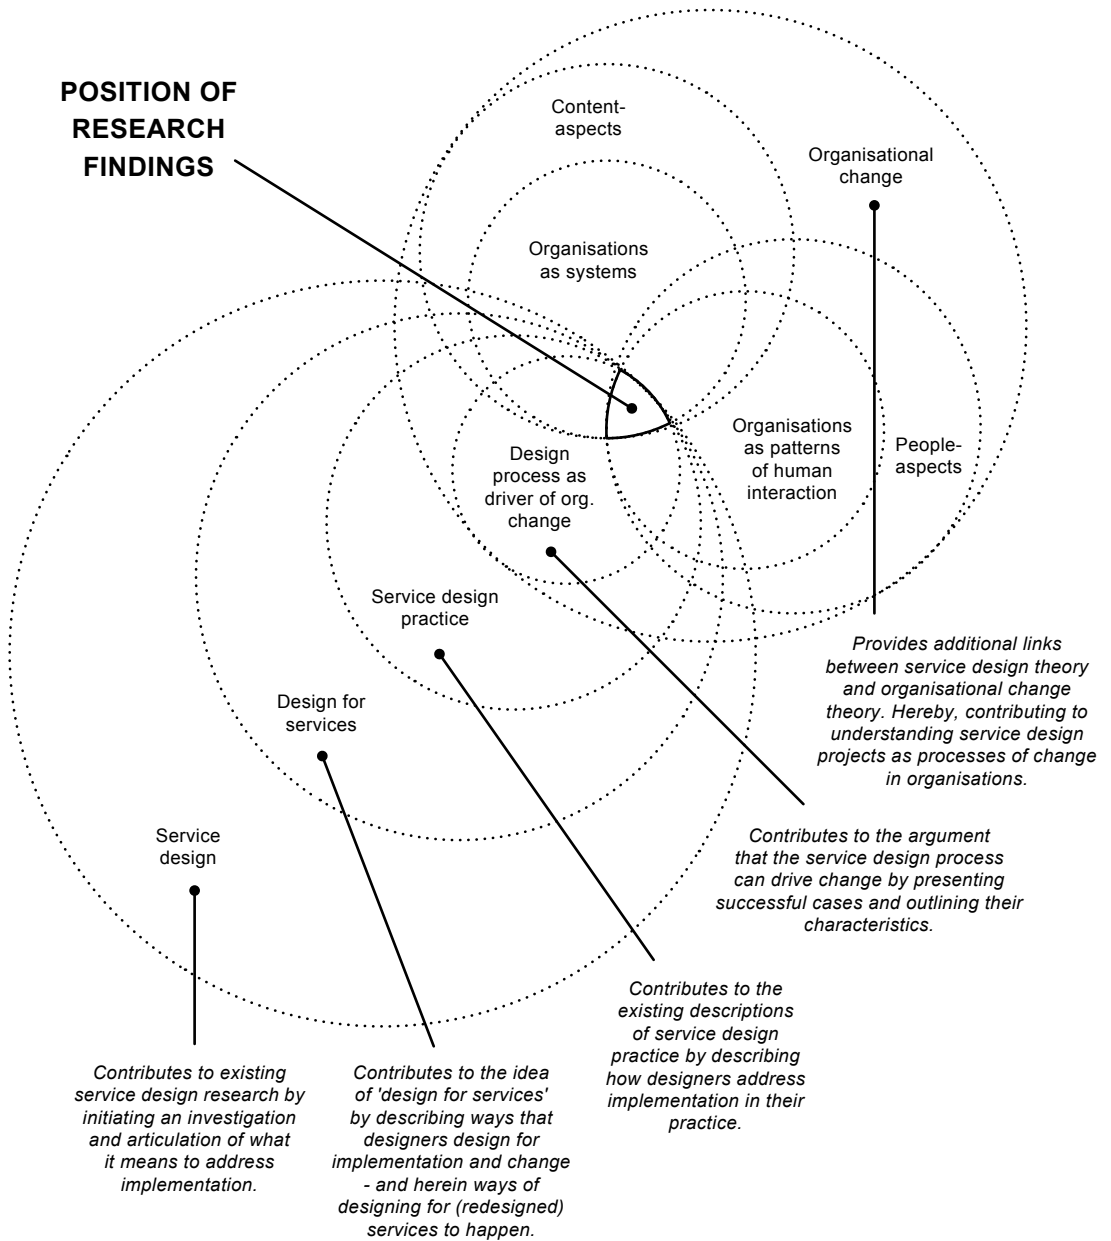 POSITION OF
RESEARCH
FINDINGS
Content-
aspects
Organisational
change
Organisations
as systems
Organisations
as patterns
of human
interaction
People-
aspects
Design
process as
driver of org.
change
Service design
practice
Design for
services
Service
design
Provides additional links
between service design theory
and organisational change
theory. Hereby, contributing to
understanding service design
projects as processes of change
in organisations.
Contributes to the argument
that the service design process
can drive change by presenting
successful cases and outlining their
characteristics.
Contributes to the
existing descriptions
of service design
practice by describing
how designers address
implementation in their
practice.
Contributes to existing
service design research by
initiating an investigation
and articulation of what
it means to address
implementation.
Contributes to the idea
of 'design for services'
by describing ways that
designers design for
implementation and change
- and herein ways of
designing for (redesigned)
services to happen.